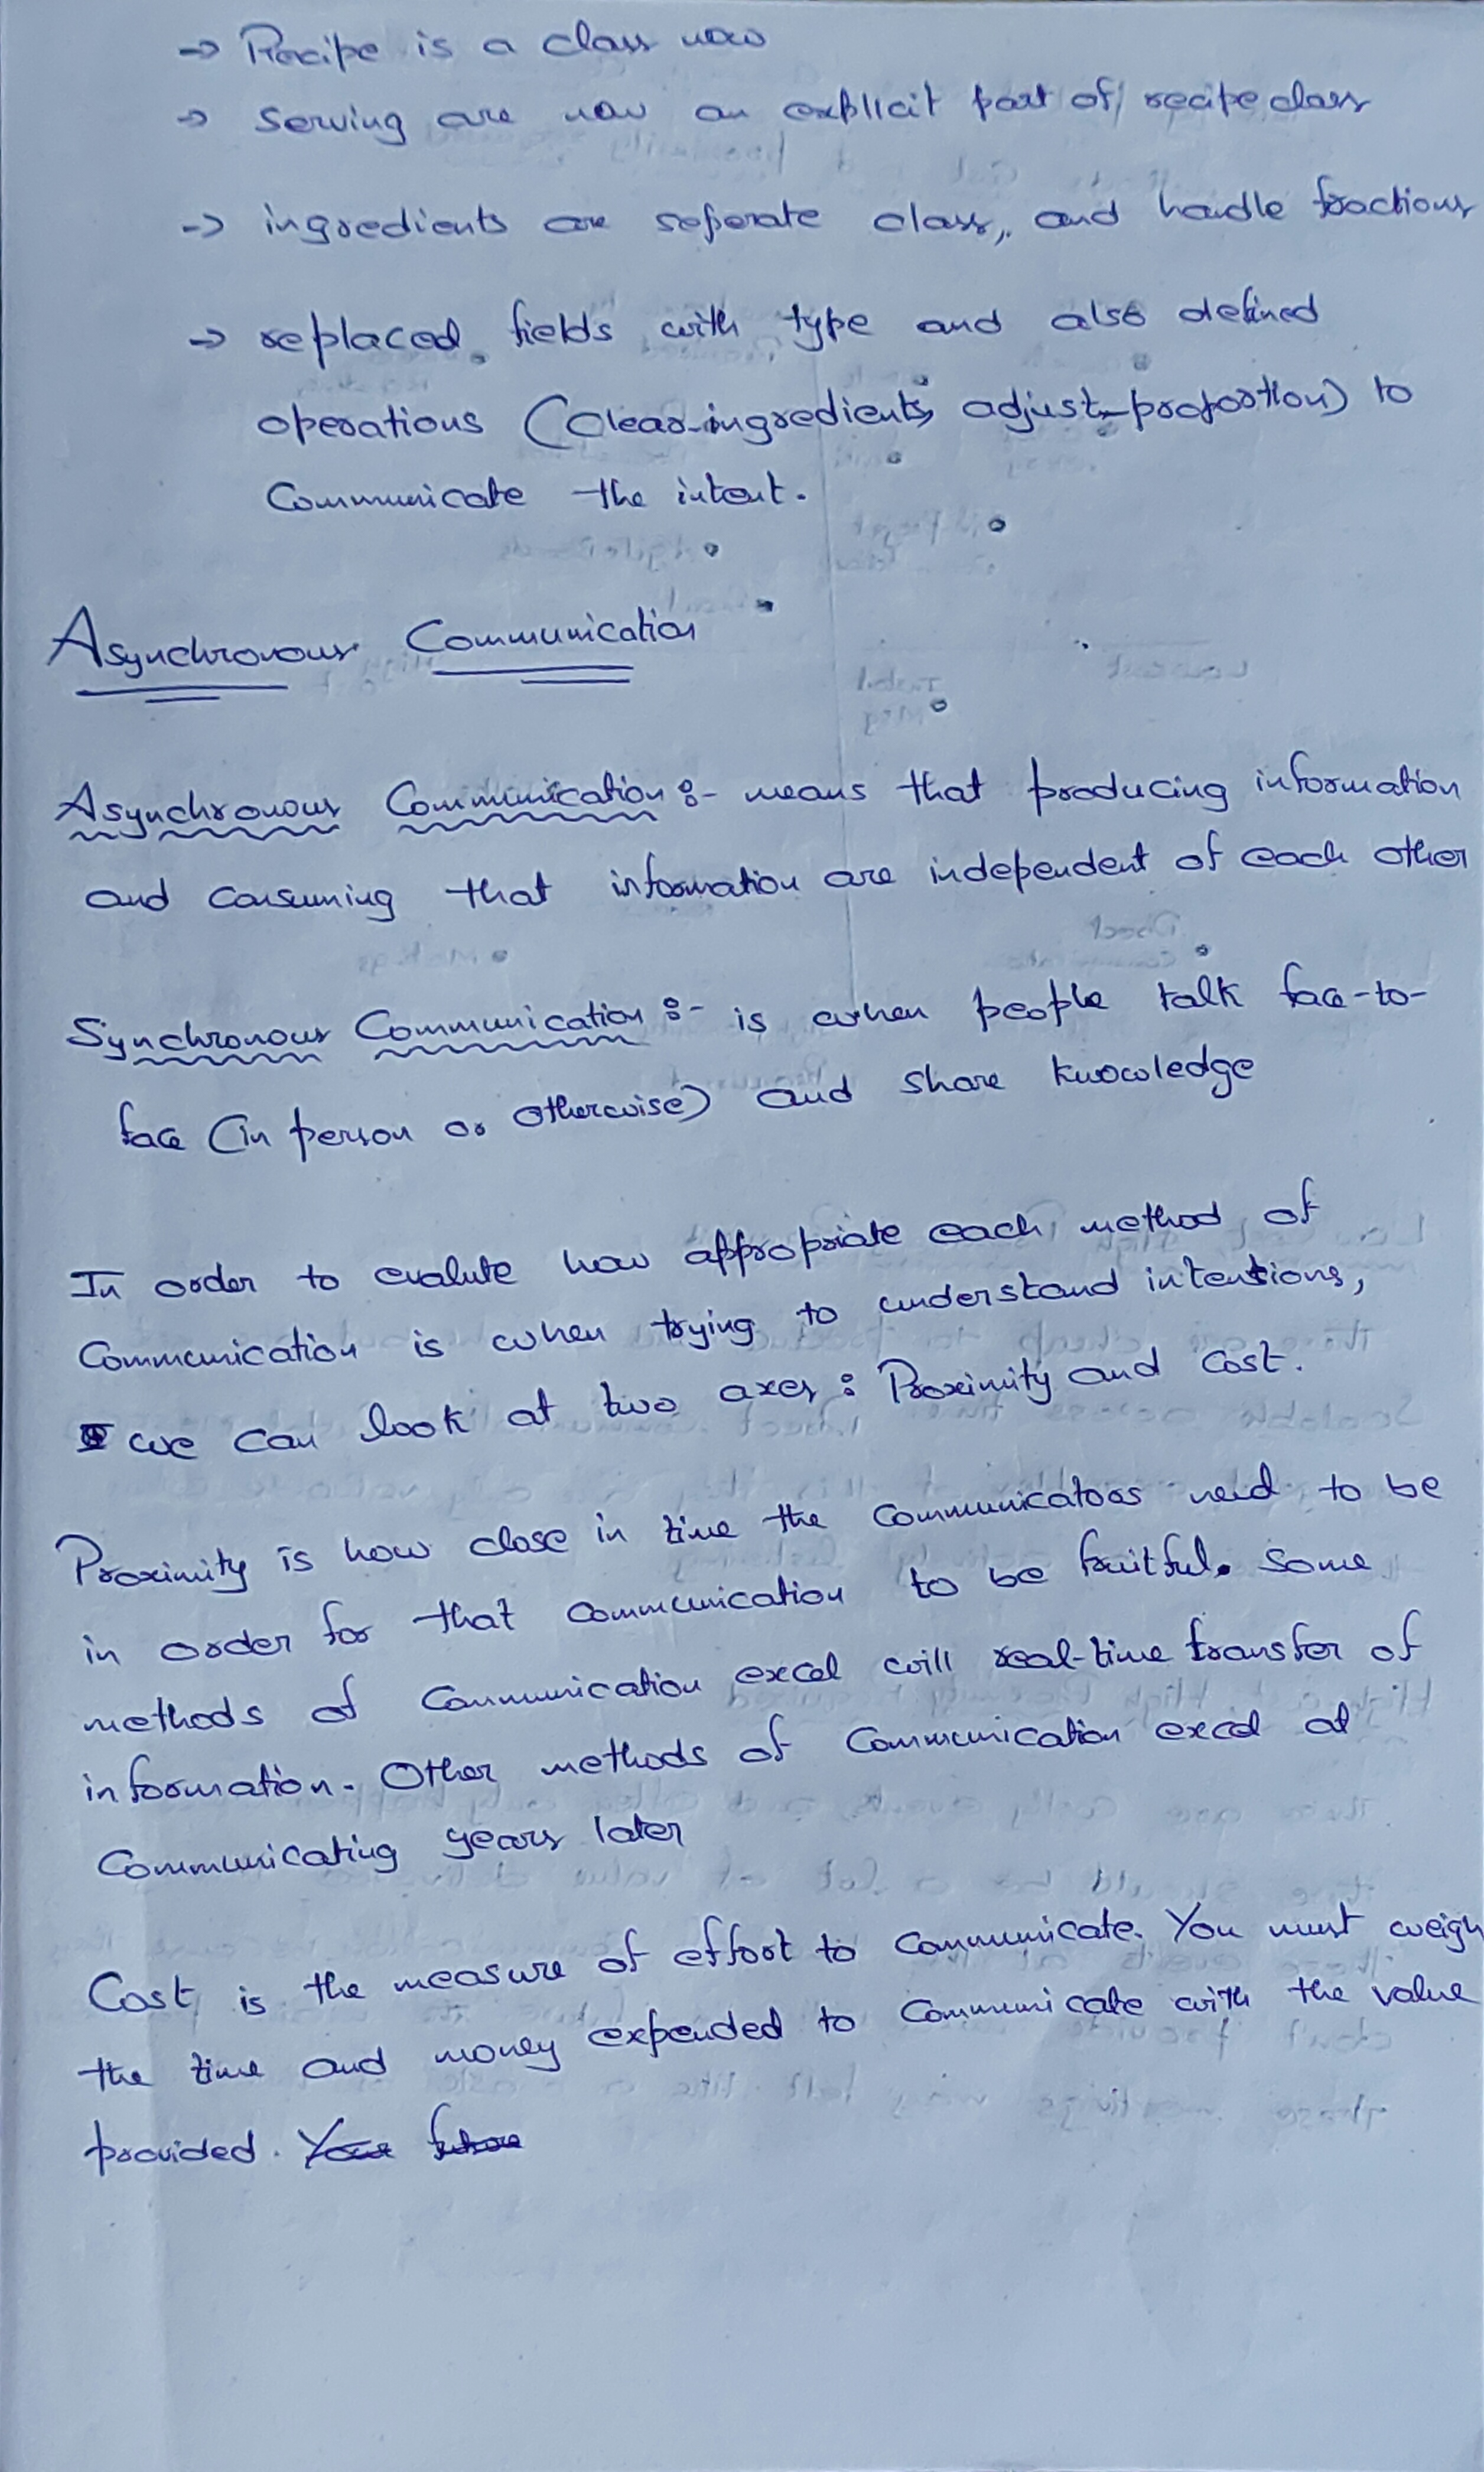 → Recipe is a class now
→ Serving are now an explicit part of recipe class
→ ingredients are seperate class, and handle fractions
→ replaced fields with type and also defined
operations (Clear-ingredients, adjust-proportion) to
Communicate the intent.
Asynchronous Communication
Asynchronous Communication :- means that producing information
and consuming that information are independent of each other
Synchronous Communication :- is when people talk face-to-
face (in person or otherwise) and share knowledge
In order to evalute how appropriate each method of
Communication is when trying to understand intentions,
we can look at two axes : Proximity and Cost.
Proximity is how close in time the communicators need to be
in order for that communication to be fruitful. Some
methods of Communication excel will real-time transfer of
information. Other methods of Communication excel at
Communicating years later
Cost is the measure of effort to Communicate. You must weigh
the time and money expended to Communicate with the value
provided.